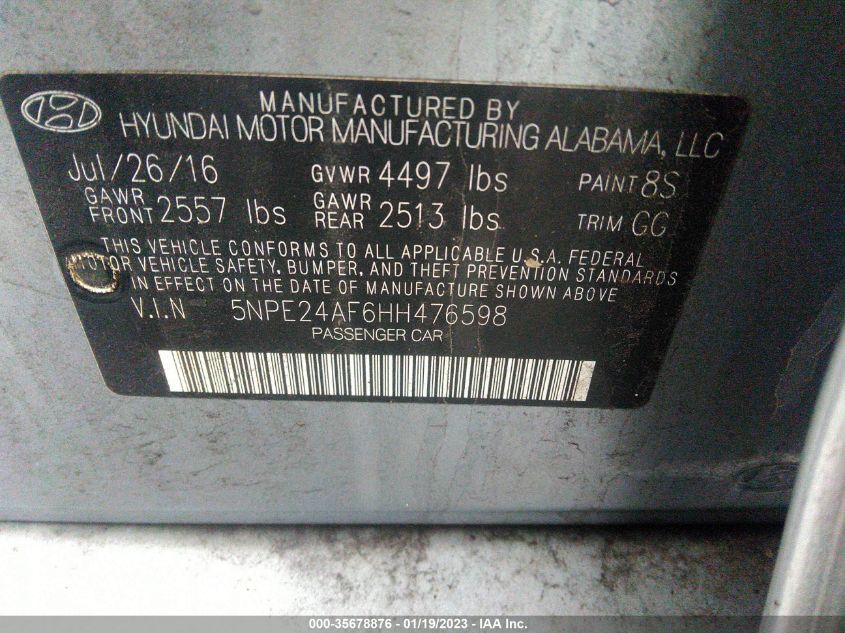 MANUFACTURED BY
HYUNDAI MOTOR MANUFACTURING ALABAMA, LLC
Jul/26/16 GVWR 4497 lbs PAINT 8S
GAWR FRONT 2557 lbs GAWR REAR 2513 lbs TRIM GG
THIS VEHICLE CONFORMS TO ALL APPLICABLE U.S.A. FEDERAL
MOTOR VEHICLE SAFETY, BUMPER, AND THEFT PREVENTION STANDARDS
IN EFFECT ON THE DATE OF MANUFACTURE SHOWN ABOVE.
V.I.N 5NPE24AF6HH476598
PASSENGER CAR
000-35678876 / 01/19/2023 - IAA Inc.